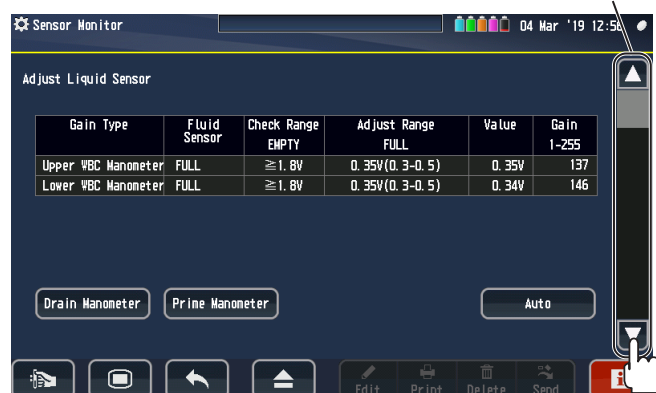 Sensor Monitor 04 Mar '19 12:56
Adjust Liquid Sensor
Gain Type Fluid Sensor Check Range EMPTY Adjust Range FULL Value Gain 1-255
Upper WBC Manometer FULL ≧1.8V 0.35V(0.3-0.5) 0.35V 137
Lower WBC Manometer FULL ≧1.8V 0.35V(0.3-0.5) 0.34V 146
Drain Manometer Prime Manometer Auto
Edit Print Delete Send